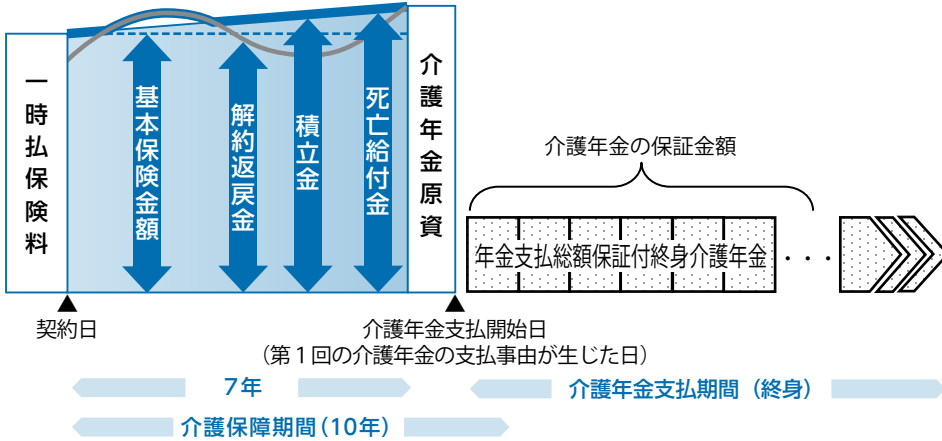 一時払保険料
基本保険金額
解約返戻金
積立金
死亡給付金
介護年金原資
介護年金の保証金額
年金支払総額保証付終身介護年金
・・・
契約日
介護年金支払開始日
（第1回の介護年金の支払事由が生じた日）
7年
介護年金支払期間（終身）
介護保障期間（10年）